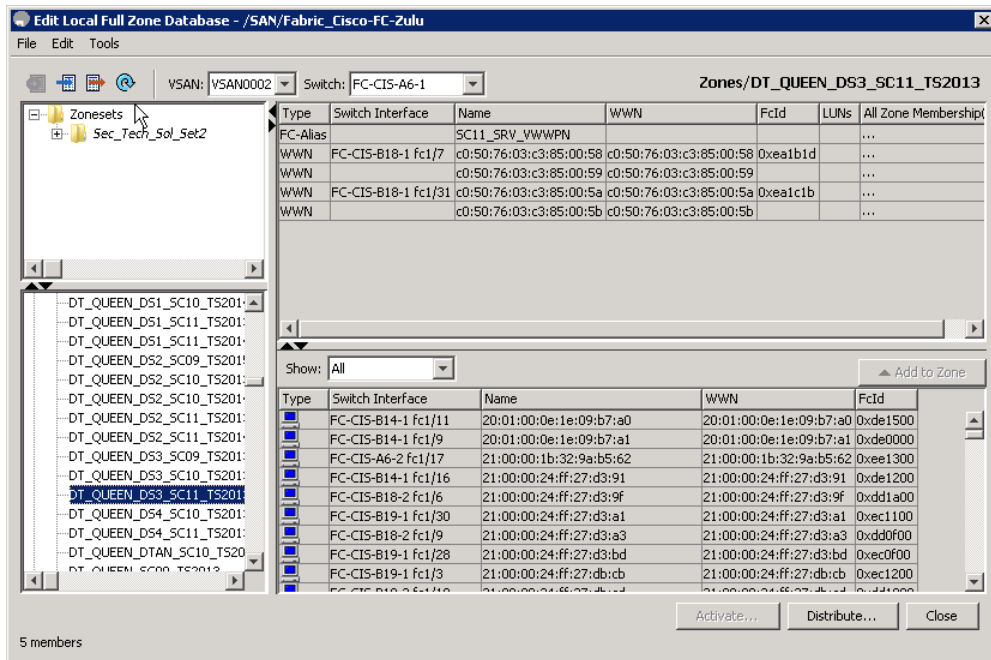 Edit Local Full Zone Database - /SAN/Fabric_Cisco-FC-Zulu
File Edit Tools
VSAN: VSAN0002 Switch: FC-CIS-A6-1 Zones/DT_QUEEN_DS3_SC11_TS2013
Zonesets
Sec_Tech_Sol_Set2
Type Switch Interface Name WWN FcId LUNs All Zone Membership(
FC-Alias SC11_SRV_VWWPN ...
WWN FC-CIS-B18-1 fc1/7 c0:50:76:03:c3:85:00:58 c0:50:76:03:c3:85:00:58 0xea1b1d ...
WWN c0:50:76:03:c3:85:00:59 c0:50:76:03:c3:85:00:59 ...
WWN FC-CIS-B18-1 fc1/31 c0:50:76:03:c3:85:00:5a c0:50:76:03:c3:85:00:5a 0xea1c1b ...
WWN c0:50:76:03:c3:85:00:5b c0:50:76:03:c3:85:00:5b ...
DT_QUEEN_DS1_SC10_TS201
DT_QUEEN_DS1_SC11_TS201
DT_QUEEN_DS1_SC11_TS201
DT_QUEEN_DS2_SC09_TS201
DT_QUEEN_DS2_SC10_TS201
DT_QUEEN_DS2_SC10_TS201
DT_QUEEN_DS2_SC11_TS201
DT_QUEEN_DS2_SC11_TS201
DT_QUEEN_DS3_SC09_TS201
DT_QUEEN_DS3_SC10_TS201
DT_QUEEN_DS3_SC11_TS201
DT_QUEEN_DS4_SC10_TS201
DT_QUEEN_DS4_SC11_TS201
DT_QUEEN_DTAN_SC10_TS20
DT_QUEEN_SC09_TS2013
Show: All Add to Zone
Type Switch Interface Name WWN FcId
FC-CIS-B14-1 fc1/11 20:01:00:0e:1e:09:b7:a0 20:01:00:0e:1e:09:b7:a0 0xde1500
FC-CIS-B14-1 fc1/9 20:01:00:0e:1e:09:b7:a1 20:01:00:0e:1e:09:b7:a1 0xde0000
FC-CIS-A6-2 fc1/17 21:00:00:1b:32:9a:b5:62 21:00:00:1b:32:9a:b5:62 0xee1300
FC-CIS-B14-1 fc1/16 21:00:00:24:ff:27:d3:91 21:00:00:24:ff:27:d3:91 0xde1200
FC-CIS-B18-2 fc1/6 21:00:00:24:ff:27:d3:9f 21:00:00:24:ff:27:d3:9f 0xdd1a00
FC-CIS-B19-1 fc1/30 21:00:00:24:ff:27:d3:a1 21:00:00:24:ff:27:d3:a1 0xec1100
FC-CIS-B18-2 fc1/9 21:00:00:24:ff:27:d3:a3 21:00:00:24:ff:27:d3:a3 0xdd0f00
FC-CIS-B19-1 fc1/28 21:00:00:24:ff:27:d3:bd 21:00:00:24:ff:27:d3:bd 0xec0f00
FC-CIS-B19-1 fc1/3 21:00:00:24:ff:27:db:cb 21:00:00:24:ff:27:db:cb 0xec1200
Activate... Distribute... Close
5 members